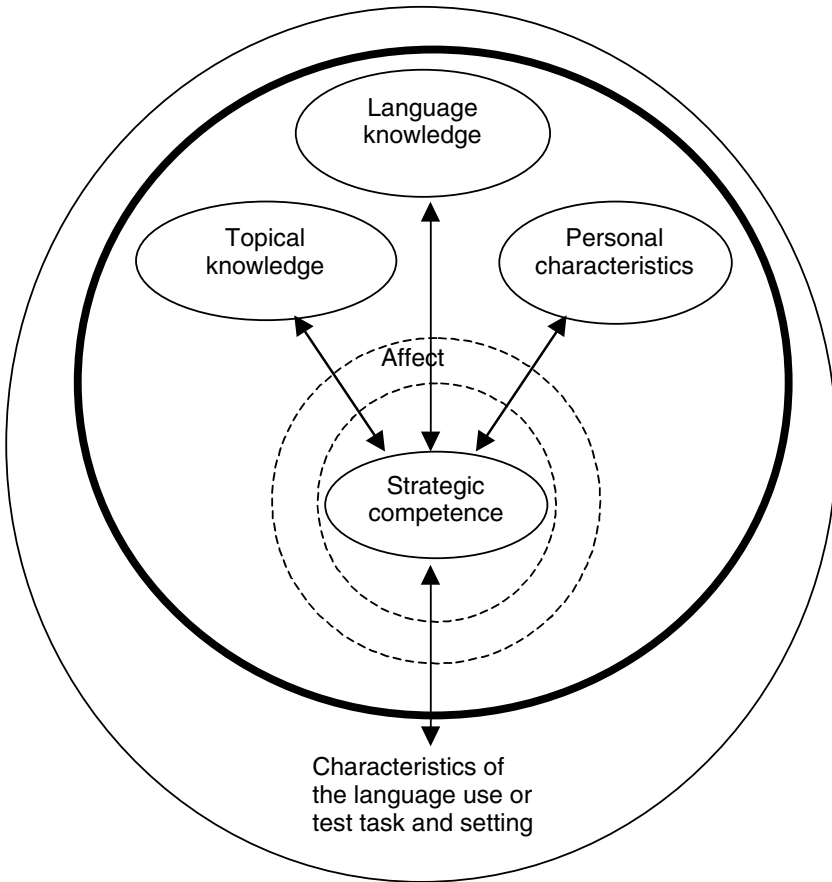 Language
knowledge
Topical
knowledge
Personal
characteristics
Affect
Strategic
competence
Characteristics of
the language use or
test task and setting